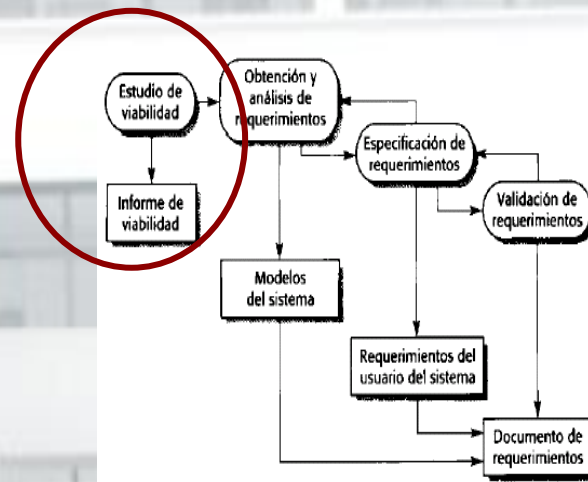 Estudio de
viabilidad
Obtención y
análisis de
requerimientos
Especificación de
requerimientos
Informe de
viabilidad
Validación de
requerimientos
Modelos
del sistema
Requerimientos del
usuario del sistema
Documento de
requerimientos